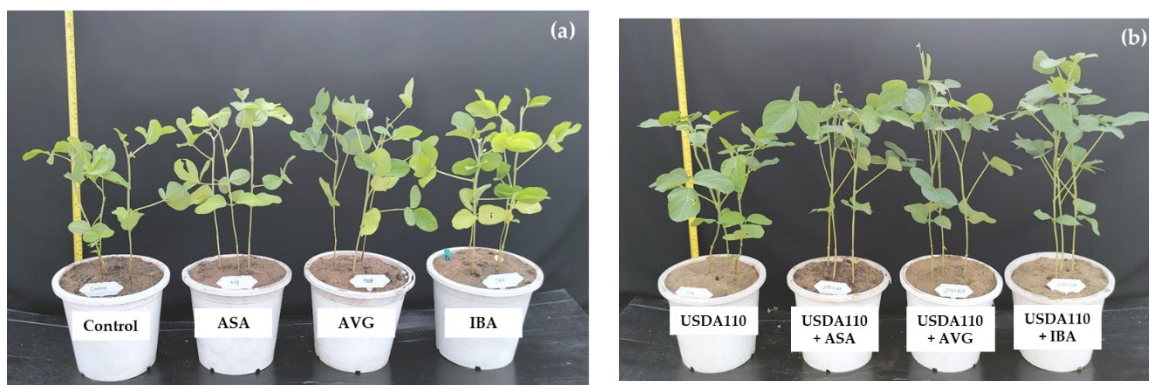 (a)
Control
ASA
AVG
IBA
(b)
USDA110
USDA110
+ ASA
USDA110
+ AVG
USDA110
+ IBA